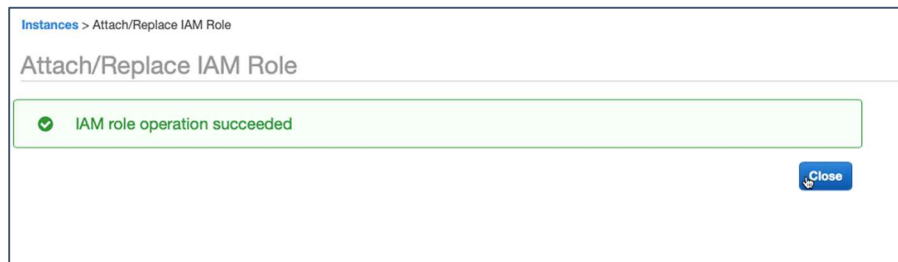 Instances > Attach/Replace IAM Role
Attach/Replace IAM Role
IAM role operation succeeded
Close